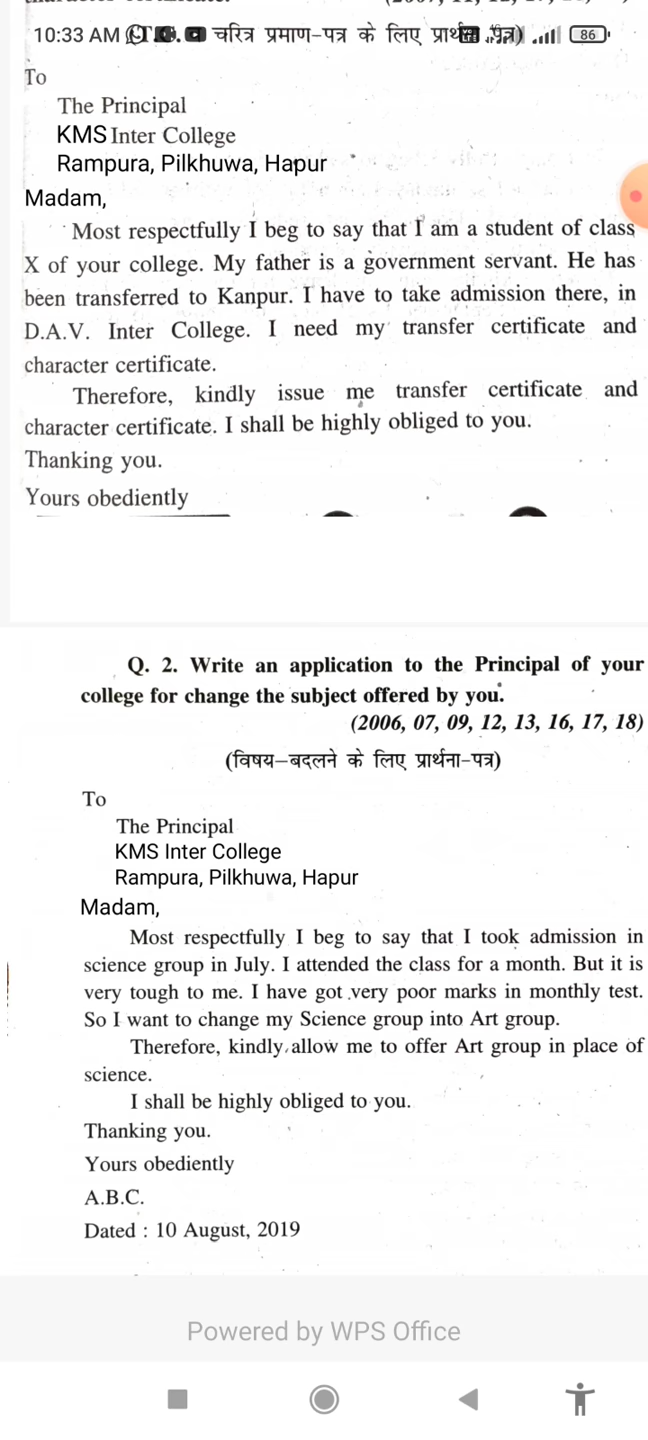 10:33 AM
चरित्र प्रमाण-पत्र के लिए
86
To
The Principal
KMS Inter College
Rampura, Pilkhuwa, Hapur
Madam,
Most respectfully I beg to say that I am a student of class
X of your college. My father is a government servant. He has
been transferred to Kanpur. I have to take admission there, in
D.A.V. Inter College. I need my transfer certificate and
character certificate.
Therefore, kindly issue me transfer certificate and
character certificate. I shall be highly obliged to you.
Thanking you.
Yours obediently
Q. 2. Write an application to the Principal of your
college for change the subject offered by you.
(2006, 07, 09, 12, 13, 16, 17, 18)
(विषय–बदलने के लिए प्रार्थना-पत्र)
To
The Principal
KMS Inter College
Rampura, Pilkhuwa, Hapur
Madam,
Most respectfully I beg to say that I took admission in
science group in July. I attended the class for a month. But it is
very tough to me. I have got very poor marks in monthly test.
So I want to change my Science group into Art group.
Therefore, kindly allow me to offer Art group in place of
science.
I shall be highly obliged to you.
Thanking you.
Yours obediently
A.B.C.
Dated : 10 August, 2019
Powered by WPS Office